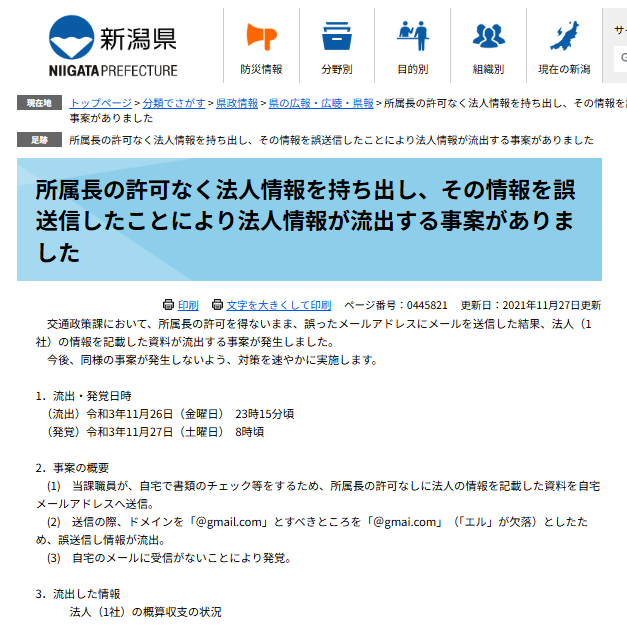 新潟県
NIIGATA PREFECTURE
防災情報
分野別
目的別
組織別
現在の新潟
サ
G
現在地 トップページ > 分類でさがす > 県政情報 > 県の広報・広聴・県報 > 所属長の許可なく法人情報を持ち出し、その情報を
事案がありました
足跡 所属長の許可なく法人情報を持ち出し、その情報を誤送信したことにより法人情報が流出する事案がありました
所属長の許可なく法人情報を持ち出し、その情報を誤
送信したことにより法人情報が流出する事案がありま
した
印刷 文字を大きくして印刷 ページ番号：0445821 更新日：2021年11月27日更新
交通政策課において、所属長の許可を得ないまま、誤ったメールアドレスにメールを送信した結果、法人（1
社）の情報を記載した資料が流出する事案が発生しました。
今後、同様の事案が発生しないよう、対策を速やかに実施します。
1．流出・発覚日時
（流出）令和3年11月26日（金曜日） 23時15分頃
（発覚）令和3年11月27日（土曜日） 8時頃
2．事案の概要
(1) 当課職員が、自宅で書類のチェック等をするため、所属長の許可なしに法人の情報を記載した資料を自宅
メールアドレスへ送信。
(2) 送信の際、ドメインを「@gmail.com」とすべきところを「@gmai.com」（「エル」が欠落）としたた
め、誤送信し情報が流出。
(3) 自宅のメールに受信がないことにより発覚。
3．流出した情報
法人（1社）の概算収支の状況